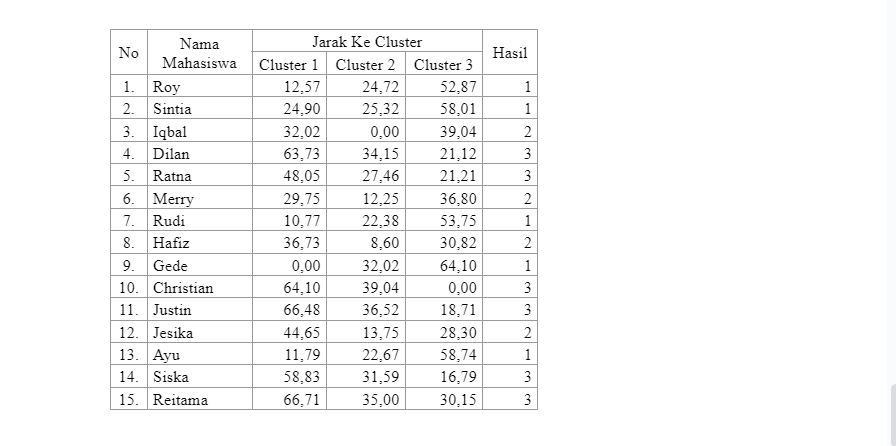 No Nama Mahasiswa Jarak Ke Cluster Hasil
Cluster 1 Cluster 2 Cluster 3
1. Roy 12,57 24,72 52,87 1
2. Sintia 24,90 25,32 58,01 1
3. Iqbal 32,02 0,00 39,04 2
4. Dilan 63,73 34,15 21,12 3
5. Ratna 48,05 27,46 21,21 3
6. Merry 29,75 12,25 36,80 2
7. Rudi 10,77 22,38 53,75 1
8. Hafiz 36,73 8,60 30,82 2
9. Gede 0,00 32,02 64,10 1
10. Christian 64,10 39,04 0,00 3
11. Justin 66,48 36,52 18,71 3
12. Jesika 44,65 13,75 28,30 2
13. Ayu 11,79 22,67 58,74 1
14. Siska 58,83 31,59 16,79 3
15. Reitama 66,71 35,00 30,15 3